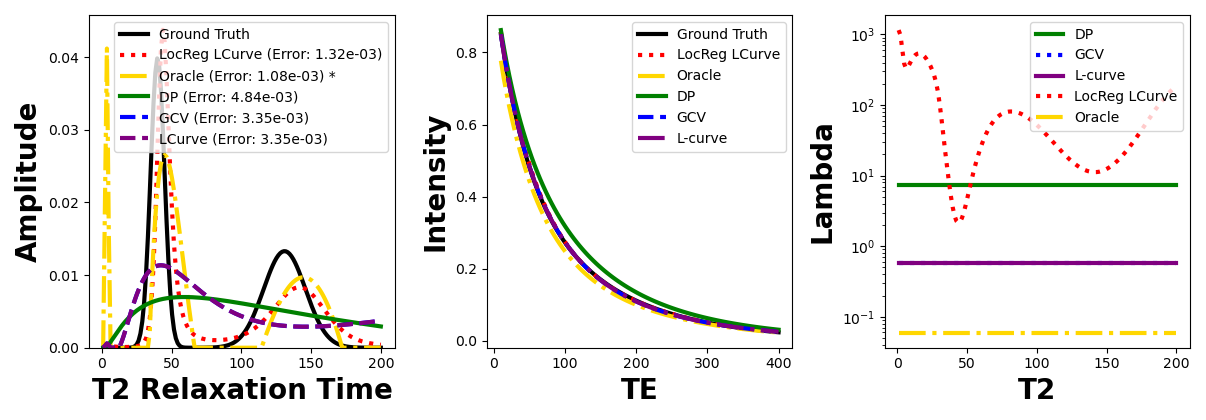 Amplitude
0.04
0.03
0.02
0.01
0.00
Ground Truth
LocReg LCurve (Error: 1.32e-03)
Oracle (Error: 1.08e-03) *
DP (Error: 4.84e-03)
GCV (Error: 3.35e-03)
LCurve (Error: 3.35e-03)
0 50 100 150 200
T2 Relaxation Time
Intensity
0.8
0.6
0.4
0.2
0.0
Ground Truth
LocReg LCurve
Oracle
DP
GCV
L-curve
0 100 200 300 400
TE
Lambda
10³
10²
10¹
10⁰
10⁻¹
DP
GCV
L-curve
LocReg LCurve
Oracle
0 50 100 150 200
T2